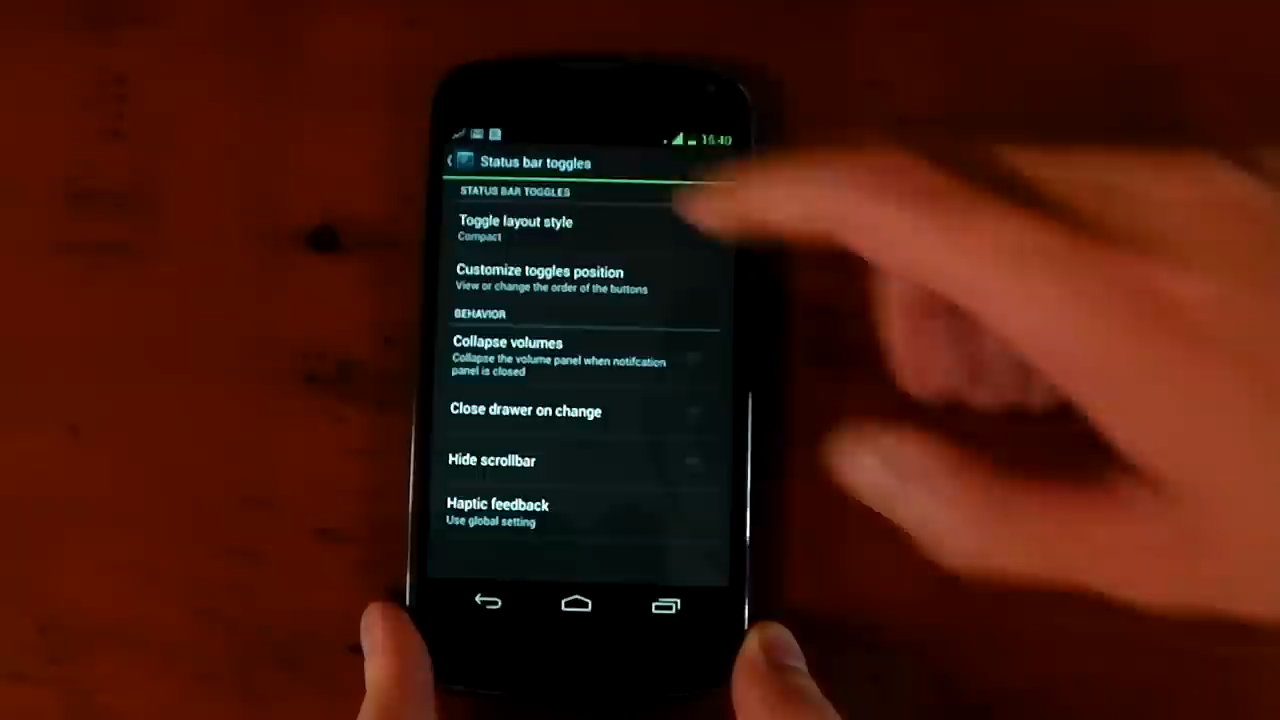 16:40
Status bar toggles
STATUS BAR TOGGLES
Toggle layout style
Compact
Customize toggles position
View or change the order of the buttons
BEHAVIOR
Collapse volumes
Collapse the volume panel when notifcation
panel is closed
Close drawer on change
Hide scrollbar
Haptic feedback
Use global setting